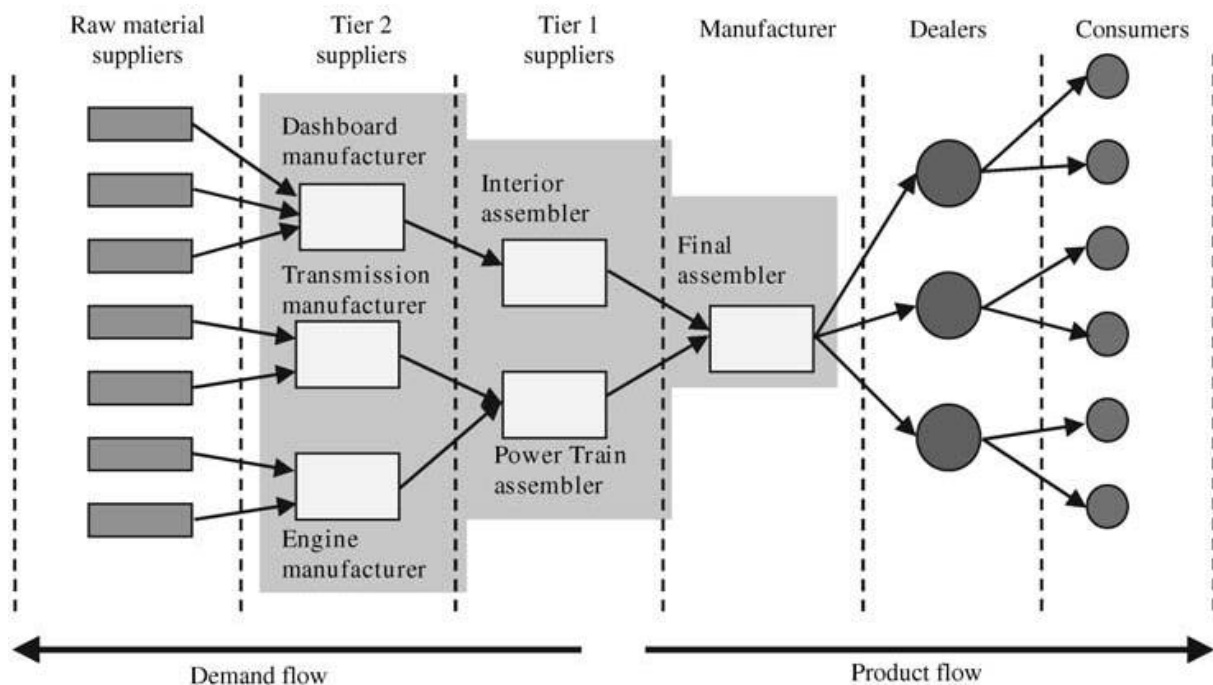 Raw material
suppliers
Tier 2
suppliers
Tier 1
suppliers
Manufacturer
Dealers
Consumers
Dashboard
manufacturer
Transmission
manufacturer
Engine
manufacturer
Interior
assembler
Power Train
assembler
Final
assembler
Demand flow
Product flow